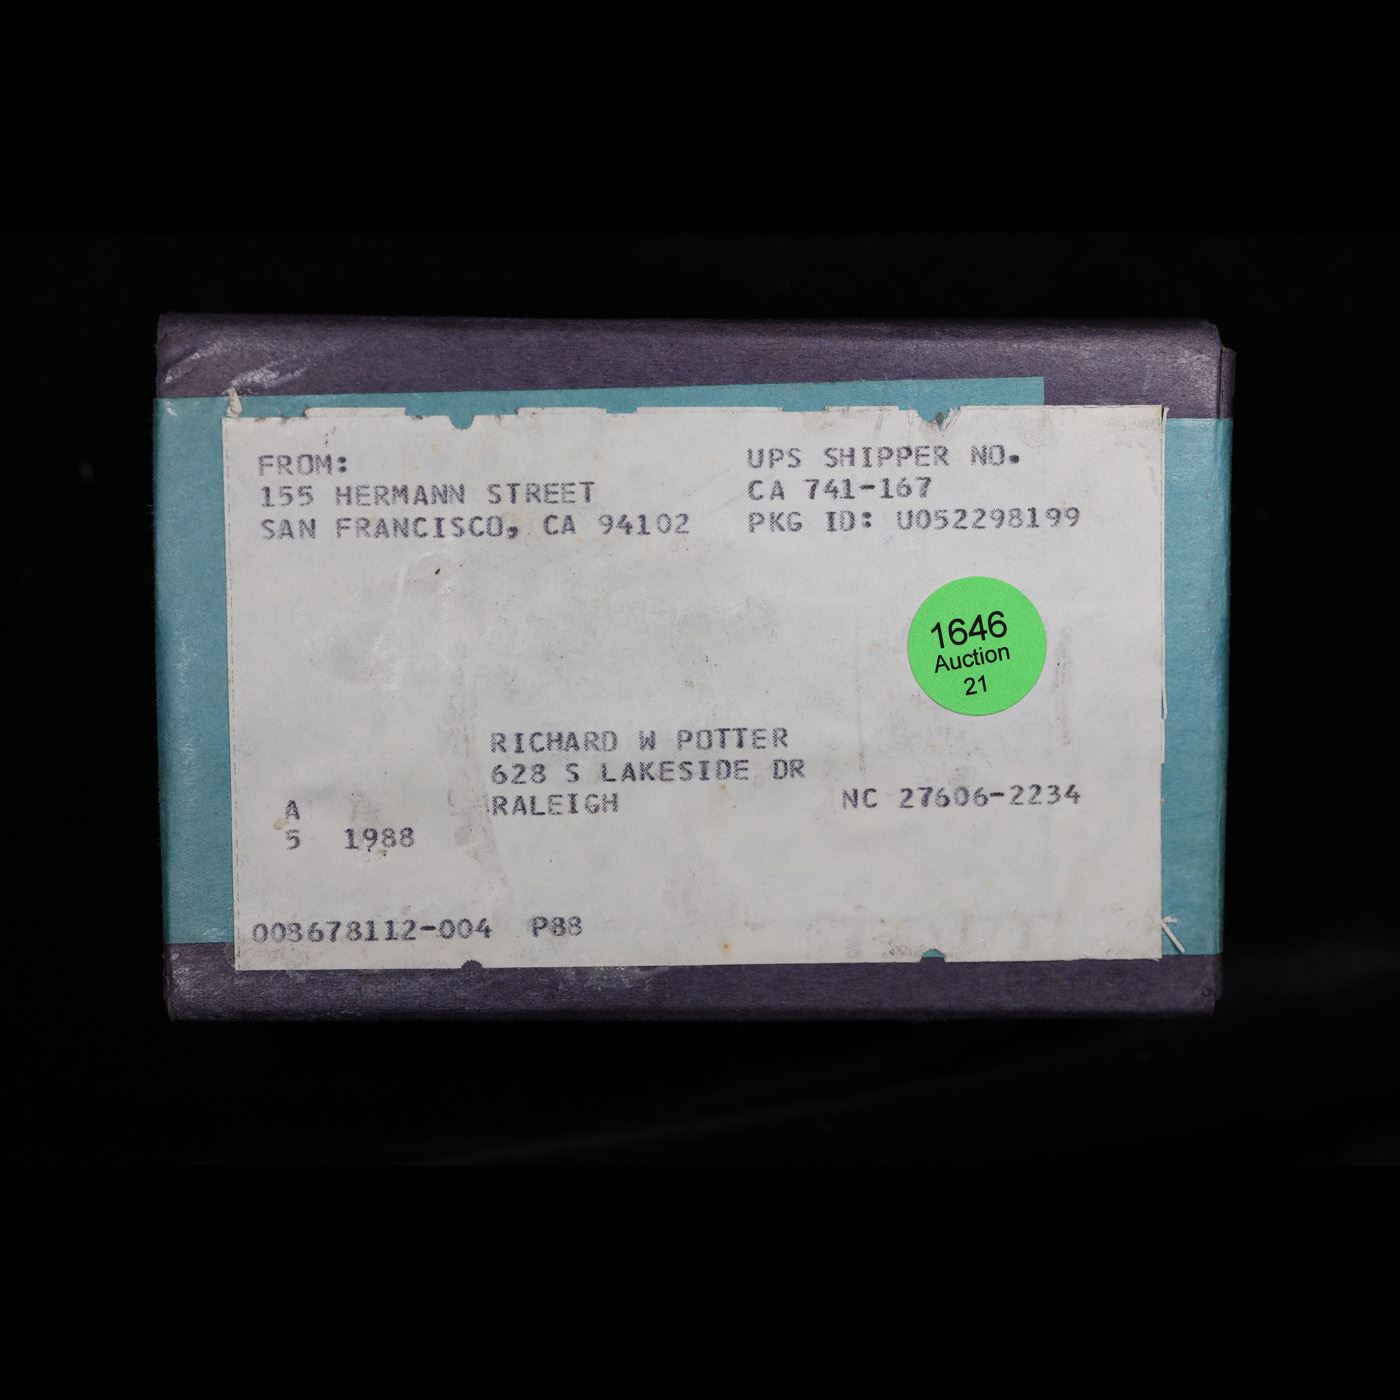 FROM:
155 HERMANN STREET
SAN FRANCISCO, CA 94102
UPS SHIPPER NO.
CA 741-167
PKG ID: U052298199
1646
Auction
21
RICHARD W POTTER
628 S LAKESIDE DR
RALEIGH NC 27606-2234
A
5 1988
008678112-004 P88